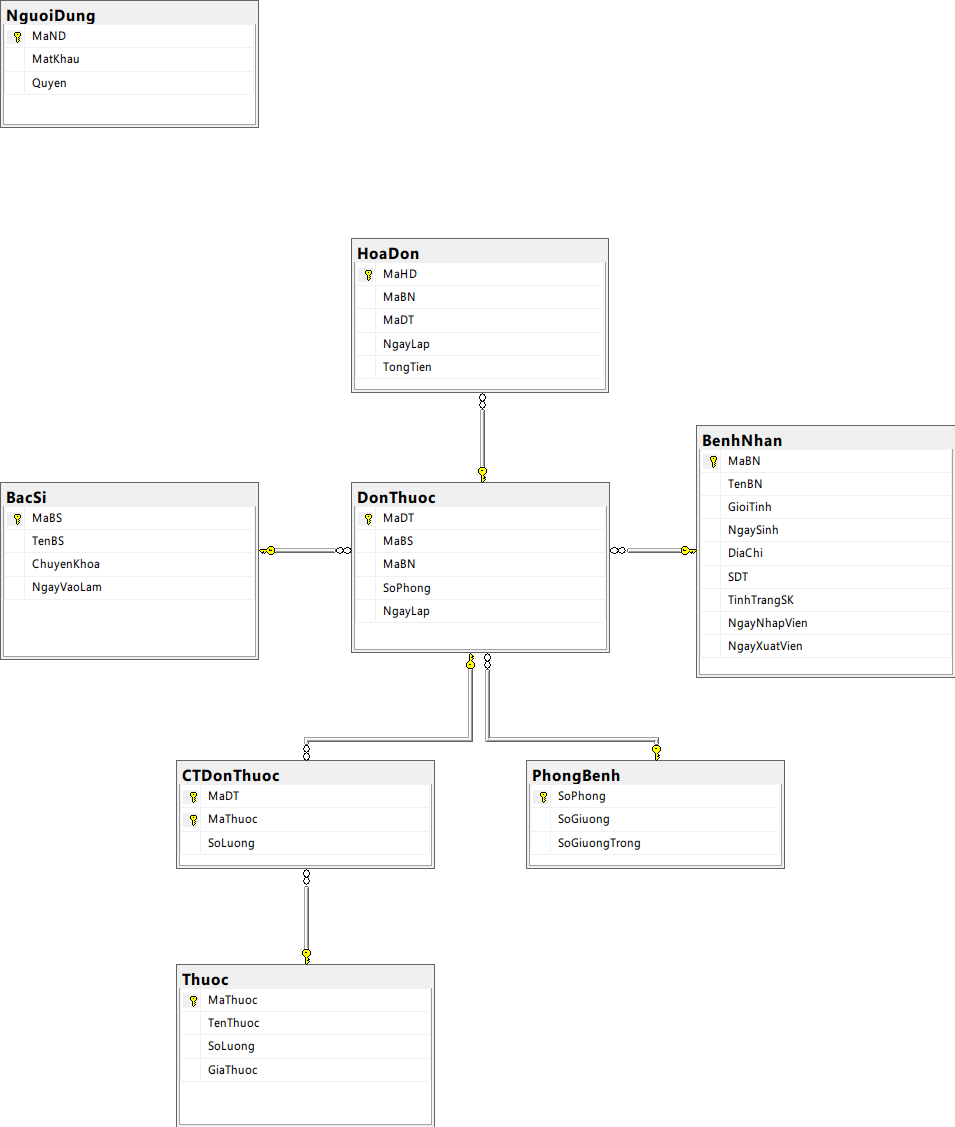 NguoiDung
MaND
MatKhau
Quyen
HoaDon
MaHD
MaBN
MaDT
NgayLap
TongTien
BenhNhan
MaBN
TenBN
GioiTinh
NgaySinh
DiaChi
SDT
TinhTrangSK
NgayNhapVien
NgayXuatVien
BacSi
MaBS
TenBS
ChuyenKhoa
NgayVaoLam
DonThuoc
MaDT
MaBS
MaBN
SoPhong
NgayLap
CTDonThuoc
MaDT
MaThuoc
SoLuong
PhongBenh
SoPhong
SoGiuong
SoGiuongTrong
Thuoc
MaThuoc
TenThuoc
SoLuong
GiaThuoc